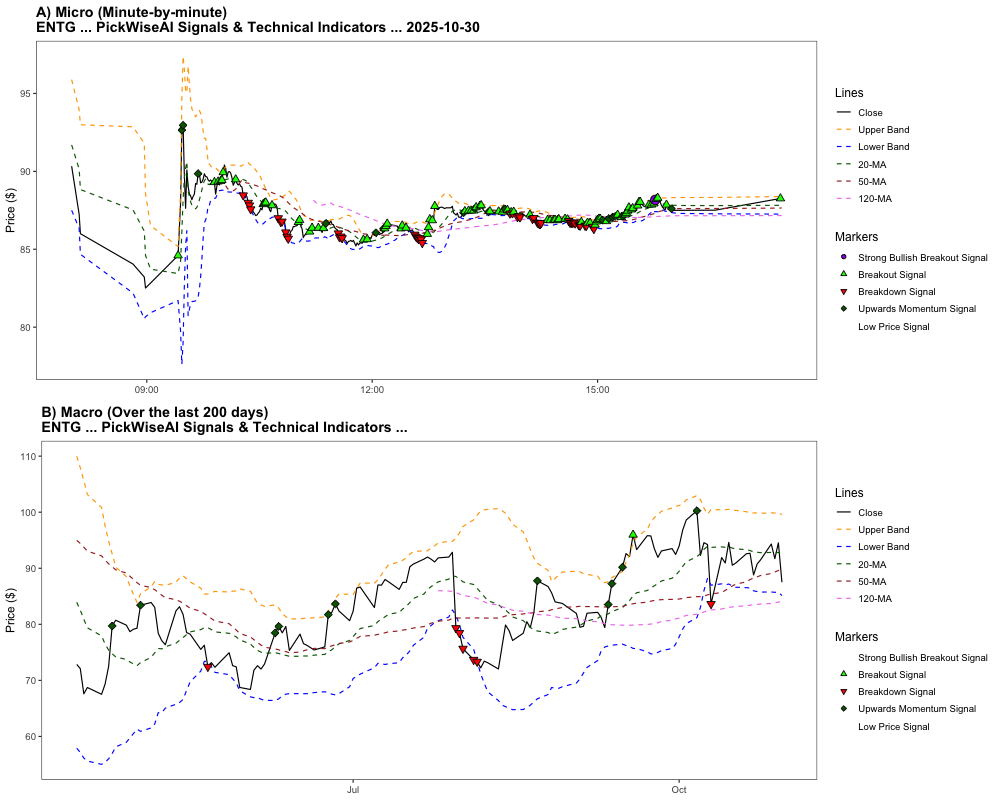 A) Micro (Minute-by-minute)
ENTG ... PickWiseAI Signals & Technical Indicators ... 2025-10-30
Price ($)
95
90
85
80
09:00
12:00
15:00
Lines
Close
Upper Band
Lower Band
20-MA
50-MA
120-MA
Markers
Strong Bullish Breakout Signal
Breakout Signal
Breakdown Signal
Upwards Momentum Signal
Low Price Signal
B) Macro (Over the last 200 days)
ENTG ... PickWiseAI Signals & Technical Indicators ...
Price ($)
110
100
90
80
70
60
Jul
Oct
Lines
Close
Upper Band
Lower Band
20-MA
50-MA
120-MA
Markers
Strong Bullish Breakout Signal
Breakout Signal
Breakdown Signal
Upwards Momentum Signal
Low Price Signal